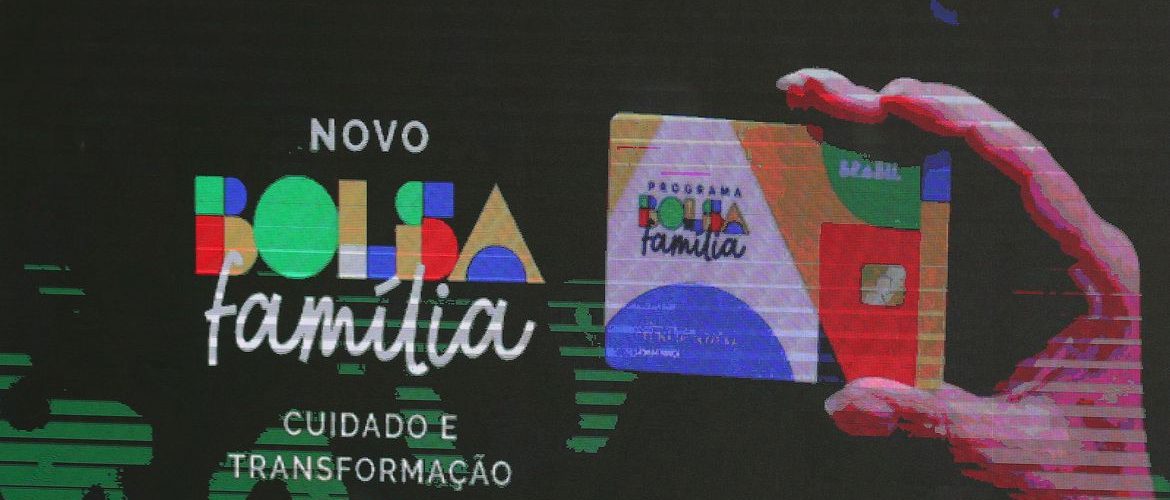 NOVO
BOLSA
família
CUIDADO E
TRANSFORMAÇÃO
PROGRAMA
BOLSA
família
BRASIL